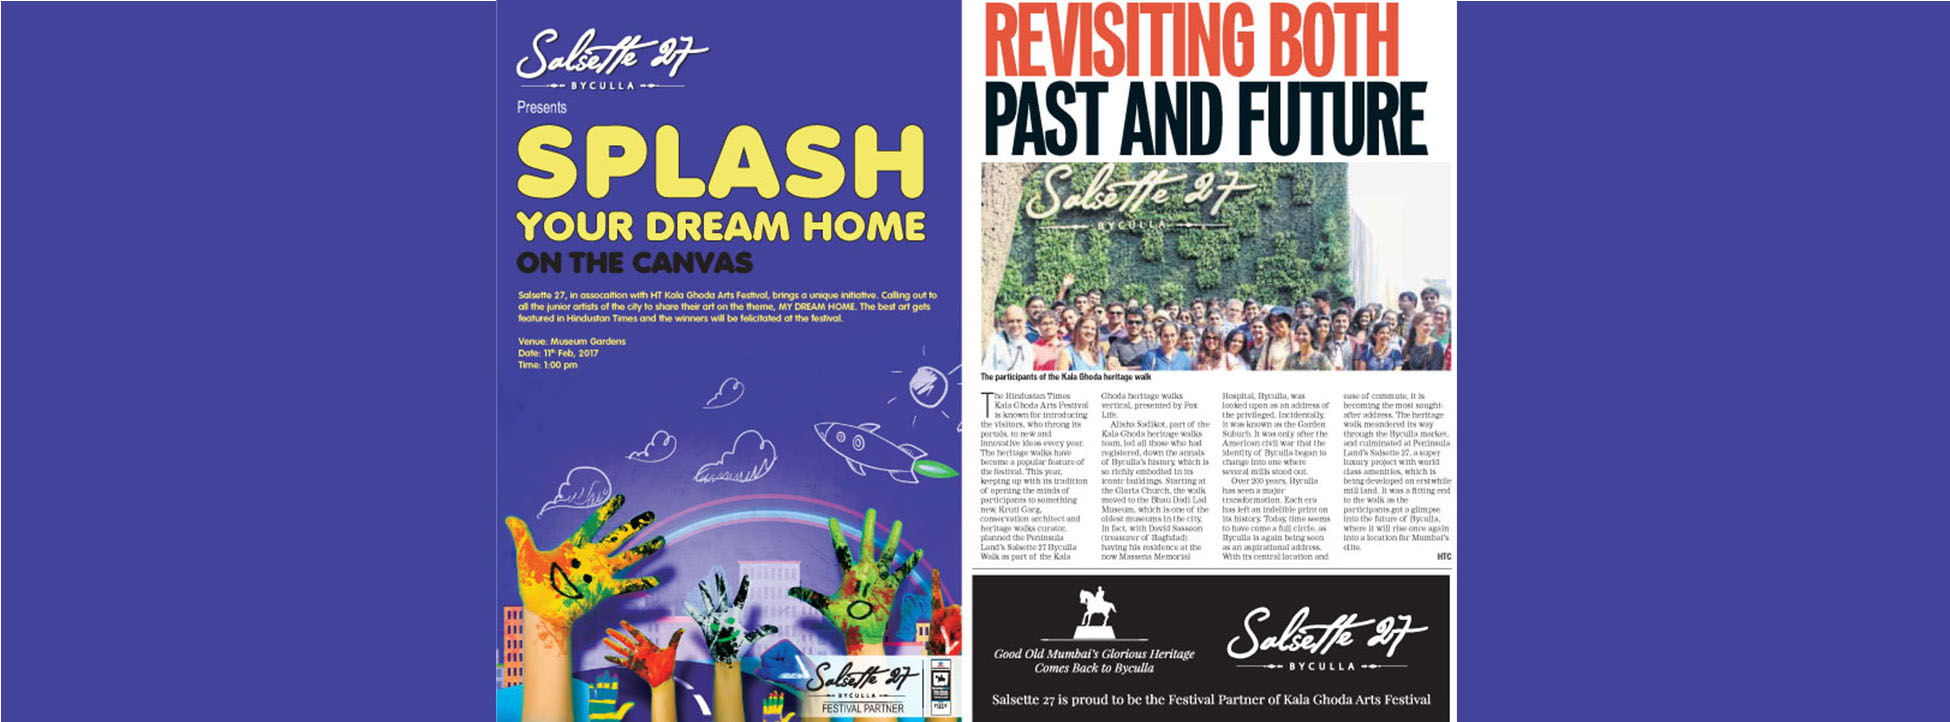 Salsette 27
BYCULLA
Presents
SPLASH
YOUR DREAM HOME
ON THE CANVAS
Salsette 27, in assocaition with HT Kala Ghoda Arts Festival, brings a unique initiative. Calling out to
all the junior artists of the city to share their art on the theme, MY DREAM HOME. The best art gets
featured in Hindustan Times and the winners will be felicitated at the festival.
Venue: Museum Gardens
Date: 11th Feb, 2017
Time: 1:00 pm
Salsette 27
BYCULLA
FESTIVAL PARTNER
REVISITING BOTH
PAST AND FUTURE
Salsette 27
BYCULLA
The participants of the Kala Ghoda heritage walk
The Hindustan Times
Kala Ghoda Arts Festival
is known for introducing
the visitors, who throng its
portals, to new and
innovative ideas every year.
The heritage walks have
become a popular feature of
the festival. This year,
keeping up with its tradition
of opening the minds of
participants to something
new, Kruti Garg,
conservation architect and
heritage walks curator,
planned the Peninsula
Land's Salsette 27 Byculla
Walk as part of the Kala
Ghoda heritage walks
vertical, presented by Fox
Life.
Alisha Sadikot, part of the
Kala Ghoda heritage walks
team, led all those who had
registered, down the annals
of Byculla's history, which is
so richly embodied in its
iconic buildings. Starting at
the Gloria Church, the walk
moved to the Bhau Dadi Lad
Museum, which is one of the
oldest museums in the city.
In fact, with David Sassoon
(treasurer of Baghdad)
having his residence at the
now Massena Memorial
Hospital, Byculla, was
looked upon as an address of
the privileged. Incidentally,
it was known as the Garden
Suburb. It was only after the
American civil war that the
identity of Byculla began to
change into one where
several mills stood out.
Over 200 years, Byculla
has seen a major
transformation. Each era
has left an indelible print on
its history. Today, time seems
to have come a full circle, as
Byculla is again being seen
as an aspirational address.
With its central location and
ease of commute, it is
becoming the most sought-
after address. The heritage
walk meandered its way
through the Byculla market,
and culminated at Peninsula
Land's Salsette 27, a super
luxury project with world
class amenities, which is
being developed on erstwhile
mill land. It was a fitting end
to the walk as the
participants got a glimpse
into the future of Byculla,
where it will rise once again
into a location for Mumbai's
elite.
HTC
Good Old Mumbai's Glorious Heritage
Comes Back to Byculla
Salsette 27
BYCULLA
Salsette 27 is proud to be the Festival Partner of Kala Ghoda Arts Festival